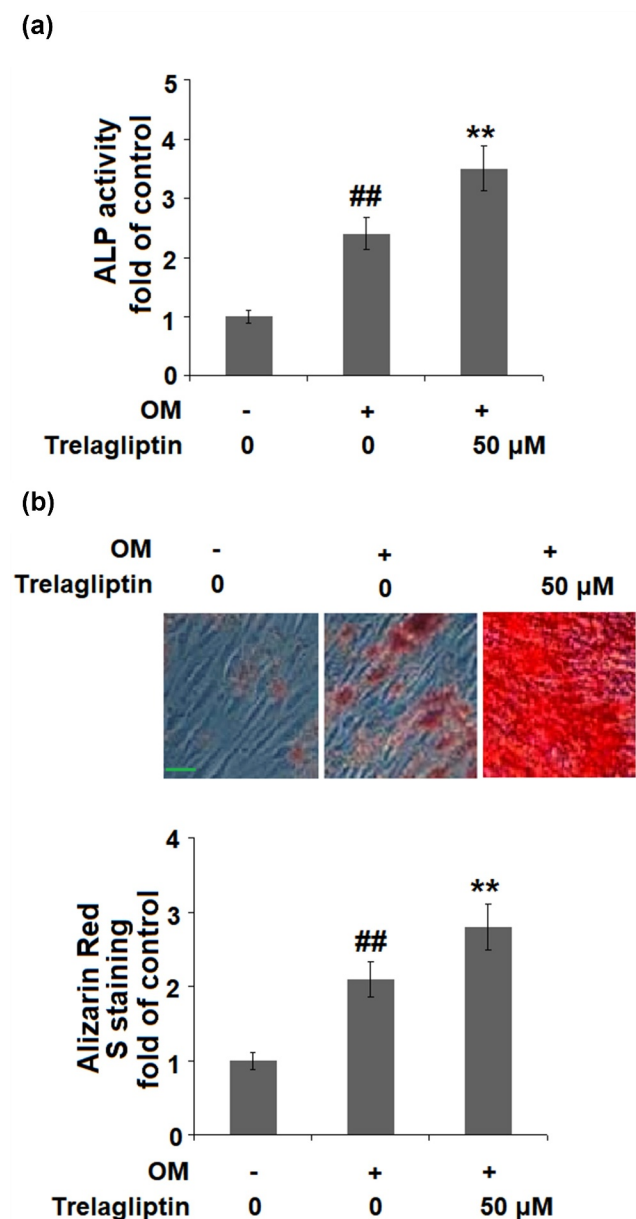 (a)
ALP activity
fold of control
5
4
3
2
1
0
##
**
OM - + +
Trelagliptin 0 0 50 μM
(b)
OM - + +
Trelagliptin 0 0 50 μM
Alizarin Red
S staining
fold of control
4
3
2
1
0
##
**
OM - + +
Trelagliptin 0 0 50 μM